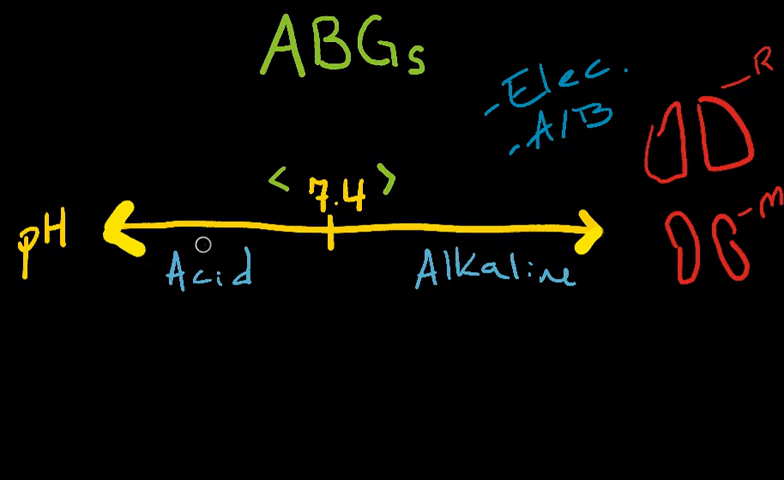 ABGs
- Elec.
- A/B
- R
< 7.4 >
pH
Acid
Alkaline
- M